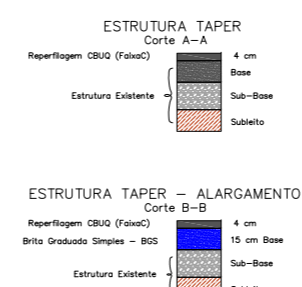 ESTRUTURA TAPER
Corte A-A
Reperfilagem CBUQ (FaixaC) 4 cm
Base
Estrutura Existente Sub-Base
Subleito
ESTRUTURA TAPER - ALARGAMENTO
Corte B-B
Reperfilagem CBUQ (FaixaC) 4 cm
Brita Graduada Simples - BGS 15 cm Base
Sub-Base
Estrutura Existente